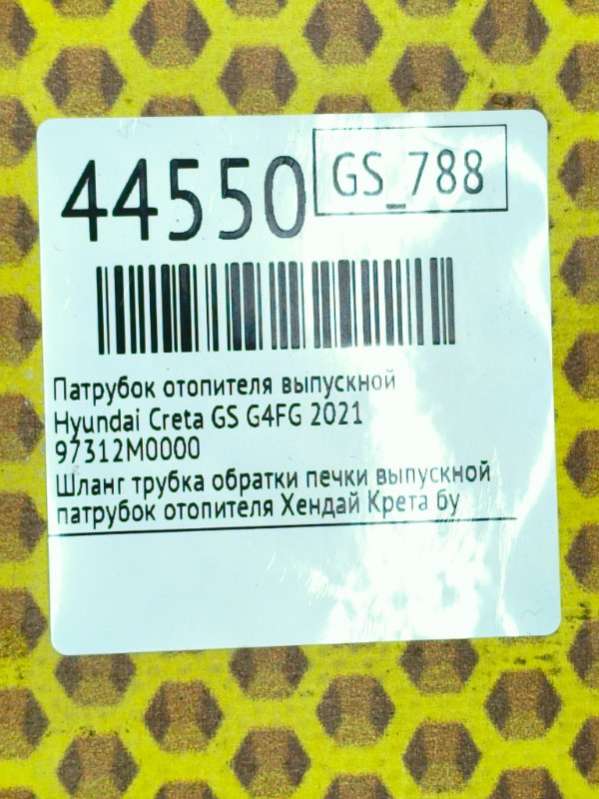 44550
GS_788
Патрубок отопителя выпускной
Hyundai Creta GS G4FG 2021
97312M0000
Шланг трубка обратки печки выпускной
патрубок отопителя Хендай Крета бу